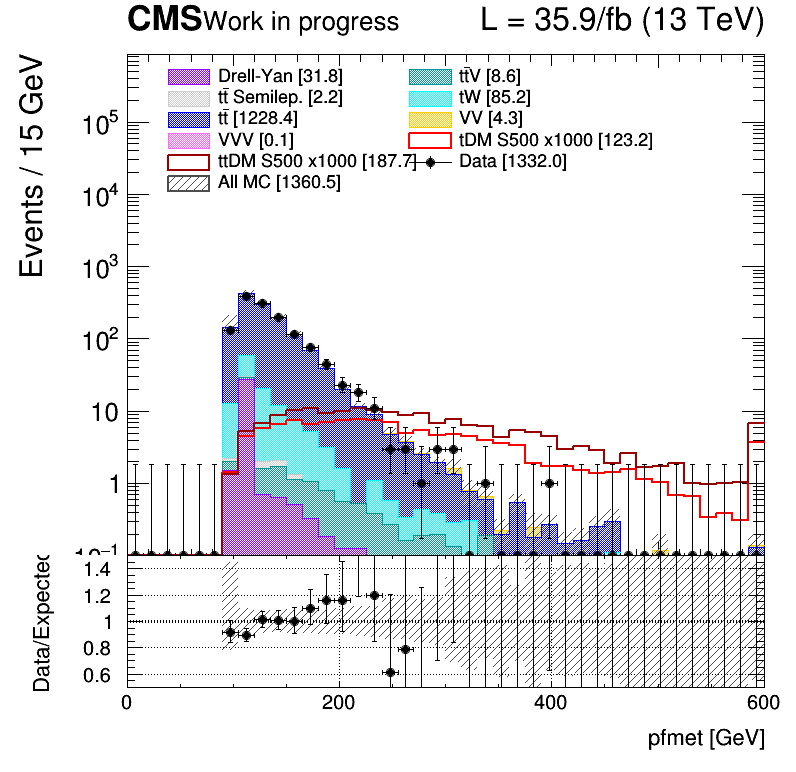 CMS Work in progress L = 35.9/fb (13 TeV)
Events / 15 GeV
Drell-Yan [31.8] tt̄V [8.6]
tt̄ Semilep. [2.2] tW [85.2]
tt̄ [1228.4] VV [4.3]
VVV [0.1] tDM S500 x1000 [123.2]
ttDM S500 x1000 [187.7] Data [1332.0]
All MC [1360.5]
10⁵
10⁴
10³
10²
10
1
10⁻¹
Data/Expected
1.4
1.2
1
0.8
0.6
0 200 400 600
pfmet [GeV]